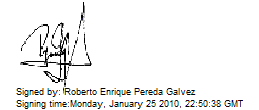 Signed by: Roberto Enrique Pereda Galvez
Signing time:Monday, January 25 2010, 22:50:38 GMT